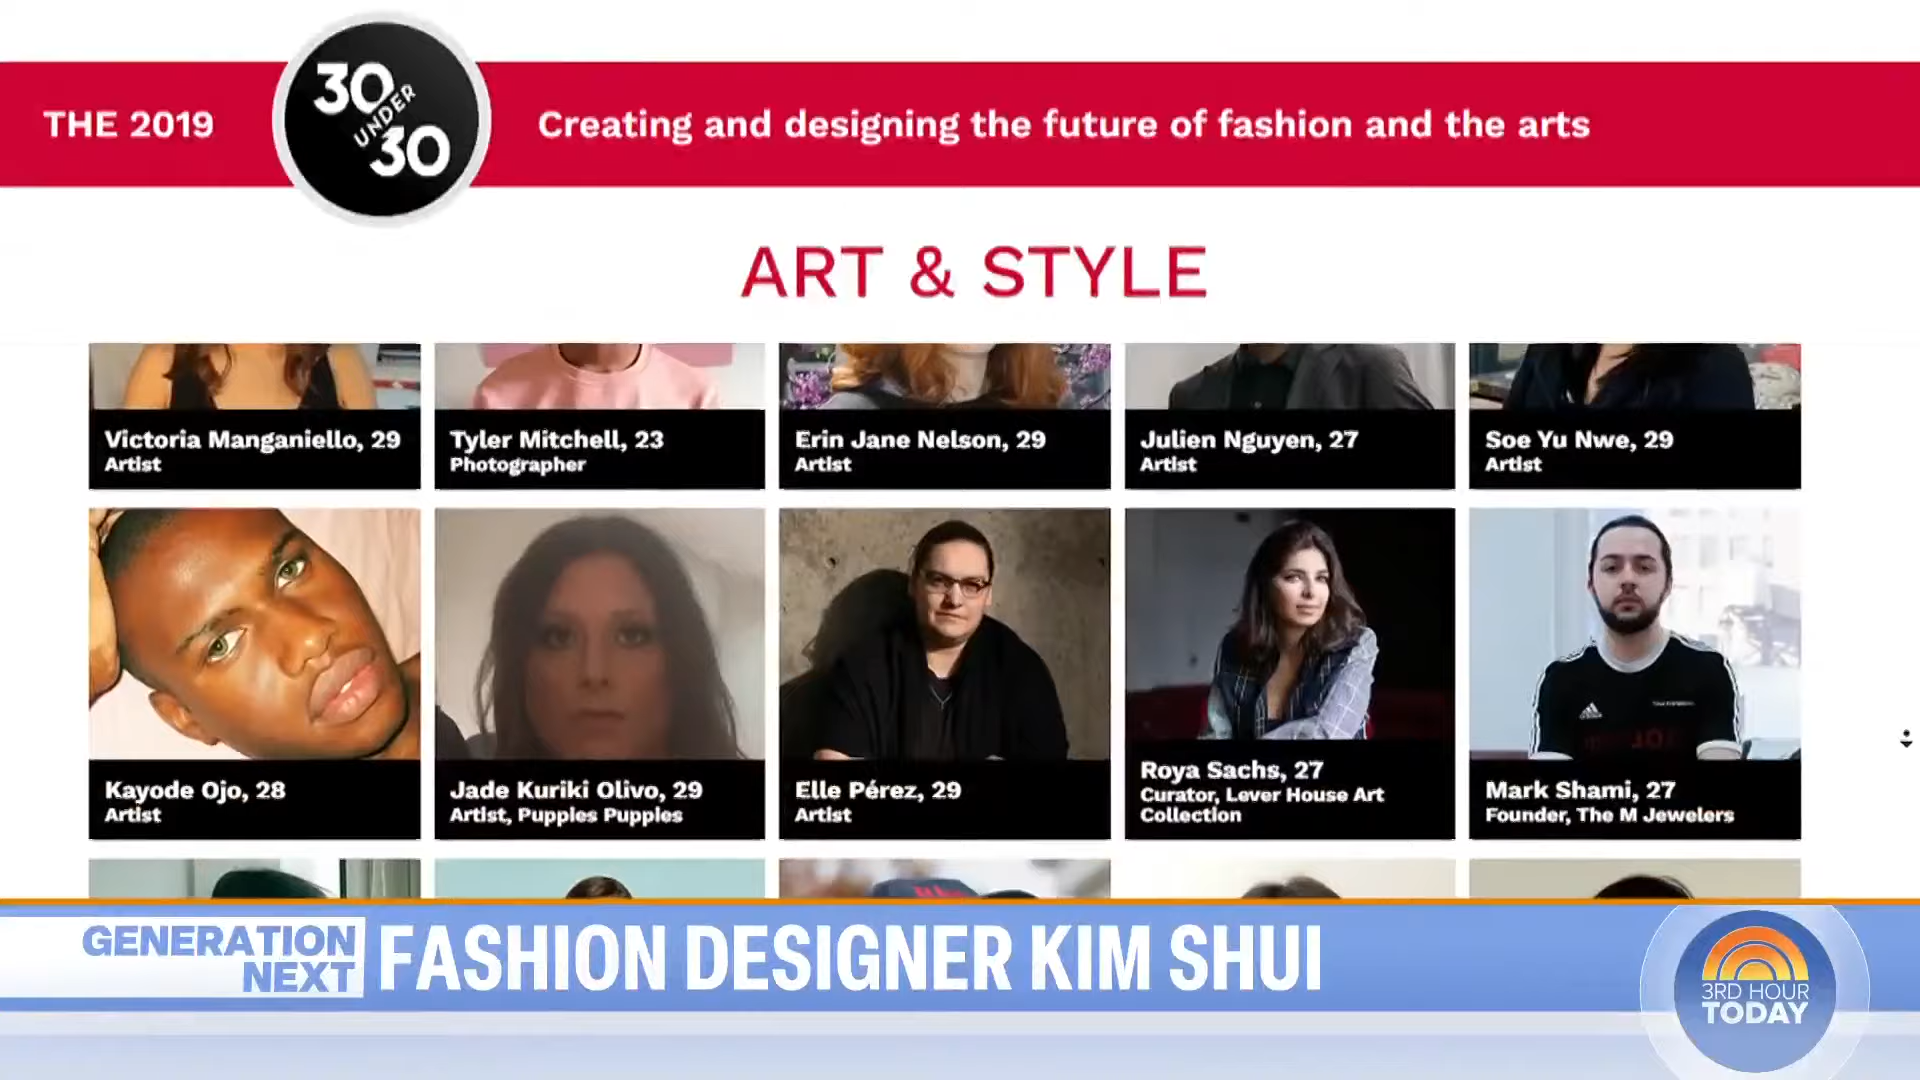 THE 2019
30
UNDER
30
Creating and designing the future of fashion and the arts
ART & STYLE
Victoria Manganiello, 29
Artist
Tyler Mitchell, 23
Photographer
Erin Jane Nelson, 29
Artist
Julien Nguyen, 27
Artist
Soe Yu Nwe, 29
Artist
Kayode Ojo, 28
Artist
Jade Kuriki Olivo, 29
Artist, Puppies Puppies
Elle Pérez, 29
Artist
Roya Sachs, 27
Curator, Lever House Art
Collection
Mark Shami, 27
Founder, The M Jewelers
GENERATION
NEXT
FASHION DESIGNER KIM SHUI
3RD HOUR
TODAY